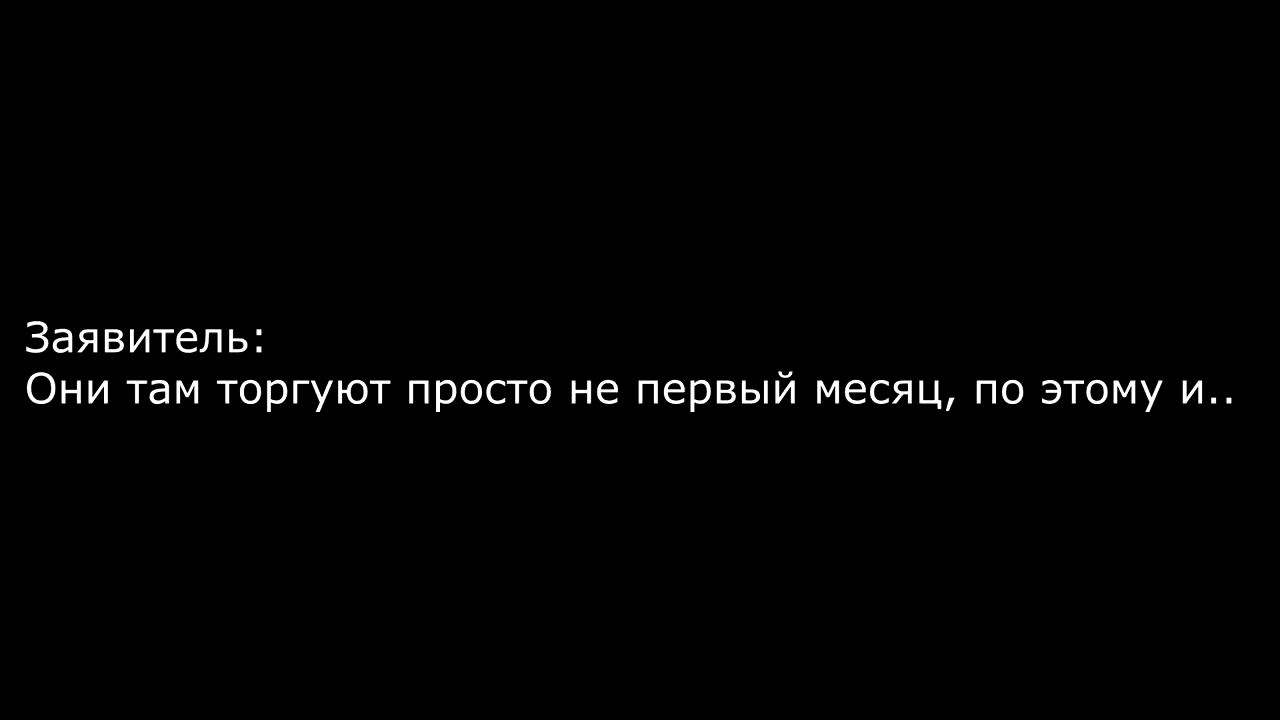 Заявитель:
Они там торгуют просто не первый месяц, по этому и..